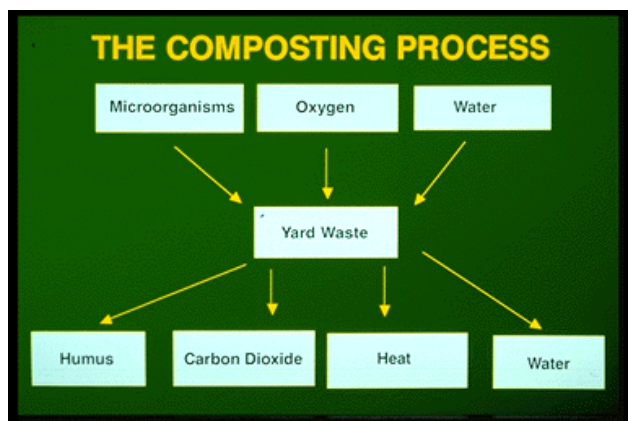 THE COMPOSTING PROCESS
Microorganisms
Oxygen
Water
Yard Waste
Humus
Carbon Dioxide
Heat
Water